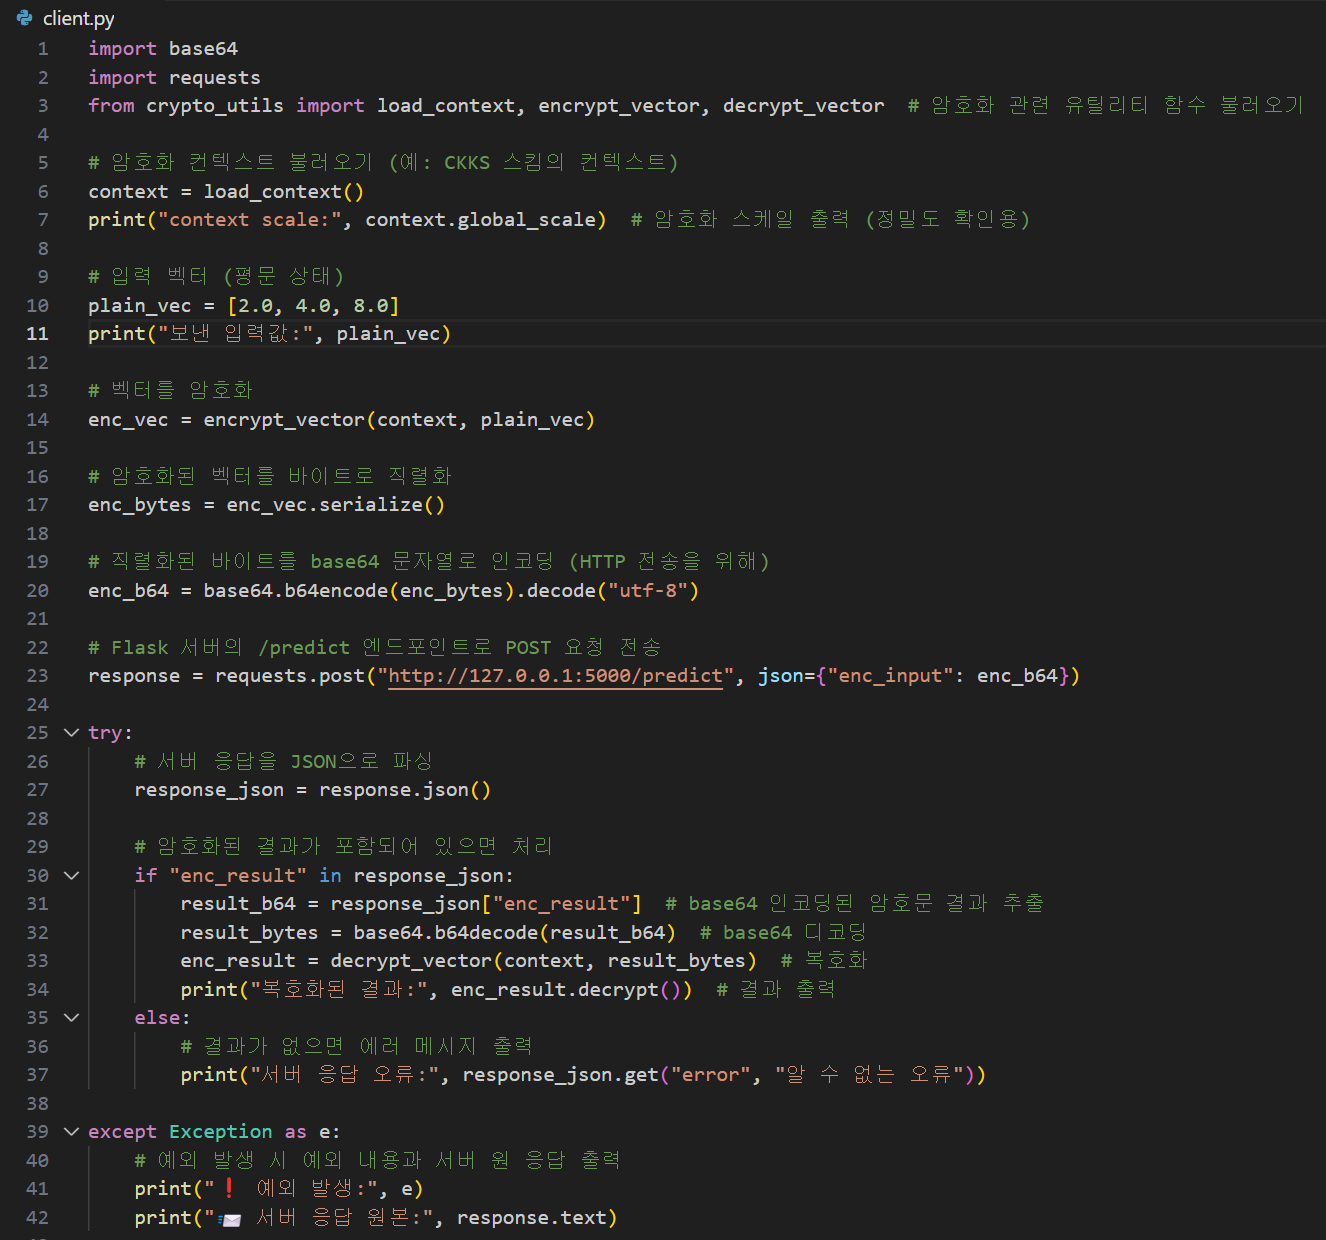 client.py
1 import base64
2 import requests
3 from crypto_utils import load_context, encrypt_vector, decrypt_vector  # 암호화 관련 유틸리티 함수 불러오기
4
5 # 암호화 컨텍스트 불러오기 (예: CKKS 스킴의 컨텍스트)
6 context = load_context()
7 print("context scale:", context.global_scale)  # 암호화 스케일 출력 (정밀도 확인용)
8
9 # 입력 벡터 (평문 상태)
10 plain_vec = [2.0, 4.0, 8.0]
11 print("보낸 입력값:", plain_vec)
12
13 # 벡터를 암호화
14 enc_vec = encrypt_vector(context, plain_vec)
15
16 # 암호화된 벡터를 바이트로 직렬화
17 enc_bytes = enc_vec.serialize()
18
19 # 직렬화된 바이트를 base64 문자열로 인코딩 (HTTP 전송을 위해)
20 enc_b64 = base64.b64encode(enc_bytes).decode("utf-8")
21
22 # Flask 서버의 /predict 엔드포인트로 POST 요청 전송
23 response = requests.post("http://127.0.0.1:5000/predict", json={"enc_input": enc_b64})
24
25 try:
26     # 서버 응답을 JSON으로 파싱
27     response_json = response.json()
28
29     # 암호화된 결과가 포함되어 있으면 처리
30     if "enc_result" in response_json:
31         result_b64 = response_json["enc_result"]  # base64 인코딩된 암호문 결과 추출
32         result_bytes = base64.b64decode(result_b64)  # base64 디코딩
33         enc_result = decrypt_vector(context, result_bytes)  # 복호화
34         print("복호화된 결과:", enc_result.decrypt())  # 결과 출력
35     else:
36         # 결과가 없으면 에러 메시지 출력
37         print("서버 응답 오류:", response_json.get("error", "알 수 없는 오류"))
38
39 except Exception as e:
40     # 예외 발생 시 예외 내용과 서버 원 응답 출력
41     print("❗ 예외 발생:", e)
42     print("📨 서버 응답 원본:", response.text)